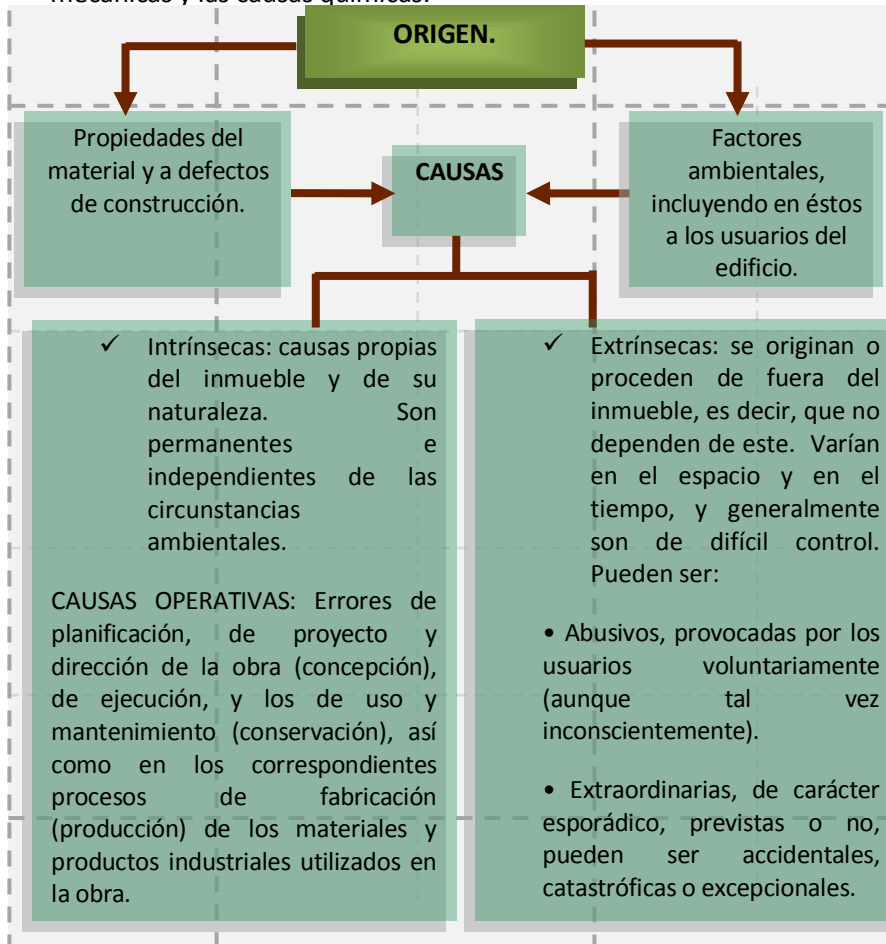 mecánicas y las causas químicas.
ORIGEN.
Propiedades del
material y a defectos
de construcción.
CAUSAS
Factores
ambientales,
incluyendo en éstos
a los usuarios del
edificio.
✓ Intrínsecas: causas propias
del inmueble y de su
naturaleza. Son
permanentes e
independientes de las
circunstancias
ambientales.
CAUSAS OPERATIVAS: Errores de
planificación, de proyecto y
dirección de la obra (concepción),
de ejecución, y los de uso y
mantenimiento (conservación), así
como en los correspondientes
procesos de fabricación
(producción) de los materiales y
productos industriales utilizados en
la obra.
✓ Extrínsecas: se originan o
proceden de fuera del
inmueble, es decir, que no
dependen de este. Varían
en el espacio y en el
tiempo, y generalmente
son de difícil control.
Pueden ser:
• Abusivos, provocadas por los
usuarios voluntariamente
(aunque tal vez
inconscientemente).
• Extraordinarias, de carácter
esporádico, previstas o no,
pueden ser accidentales,
catastróficas o excepcionales.